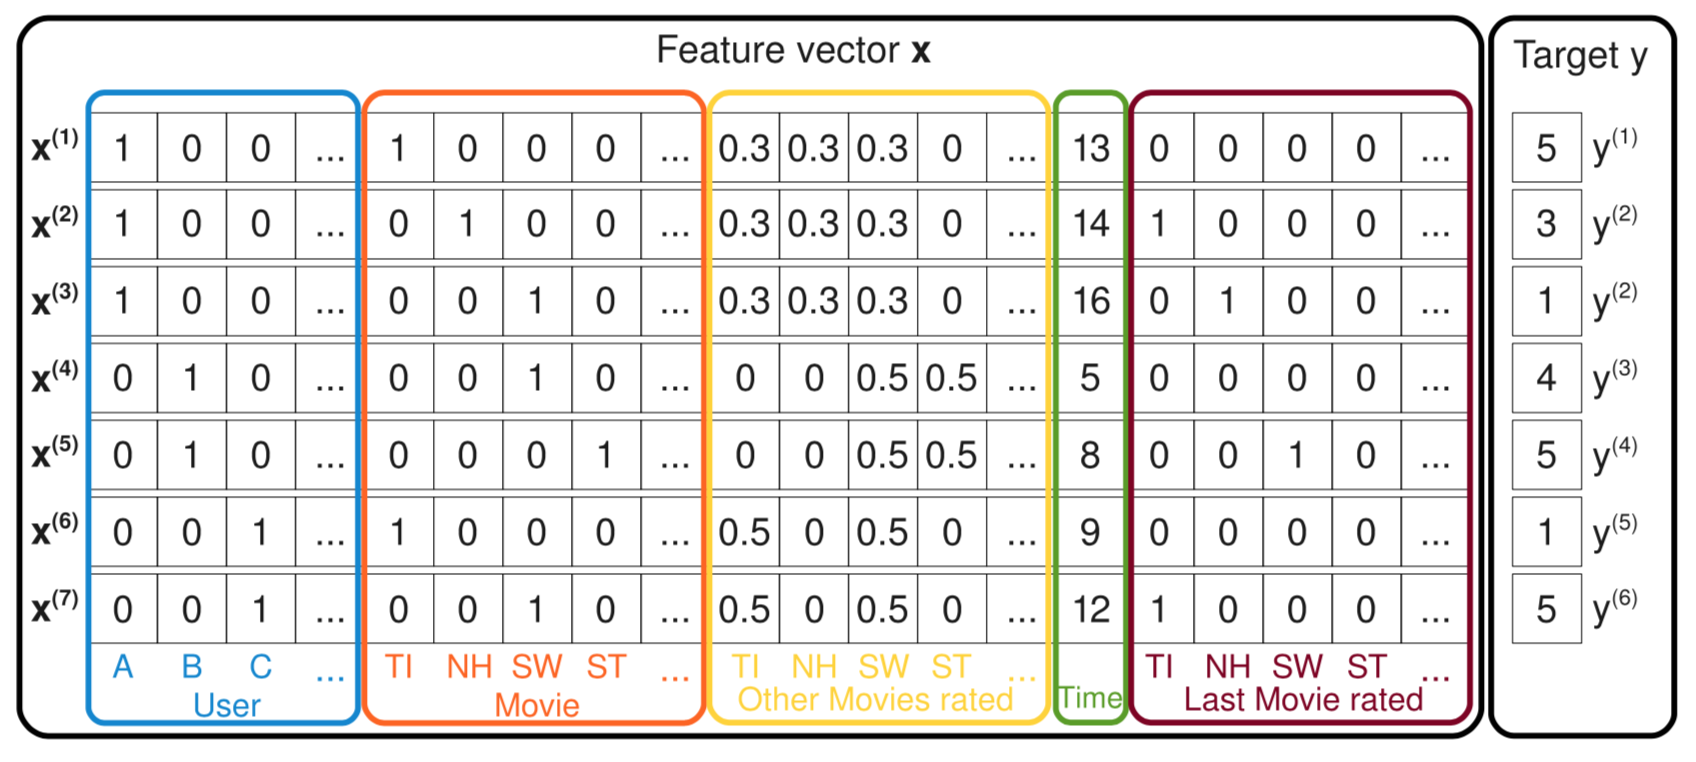 Feature vector x Target y
x(1) 1 0 0 ... 1 0 0 0 ... 0.3 0.3 0.3 0 ... 13 0 0 0 0 ... 5 y(1)
x(2) 1 0 0 ... 0 1 0 0 ... 0.3 0.3 0.3 0 ... 14 1 0 0 0 ... 3 y(2)
x(3) 1 0 0 ... 0 0 1 0 ... 0.3 0.3 0.3 0 ... 16 0 1 0 0 ... 1 y(2)
x(4) 0 1 0 ... 0 0 1 0 ... 0 0 0.5 0.5 ... 5 0 0 0 0 ... 4 y(3)
x(5) 0 1 0 ... 0 0 0 1 ... 0 0 0.5 0.5 ... 8 0 0 1 0 ... 5 y(4)
x(6) 0 0 1 ... 1 0 0 0 ... 0.5 0 0.5 0 ... 9 0 0 0 0 ... 1 y(5)
x(7) 0 0 1 ... 0 0 1 0 ... 0.5 0 0.5 0 ... 12 1 0 0 0 ... 5 y(6)
A B C ... TI NH SW ST ... TI NH SW ST ... TI NH SW ST ...
User Movie Other Movies rated Time Last Movie rated